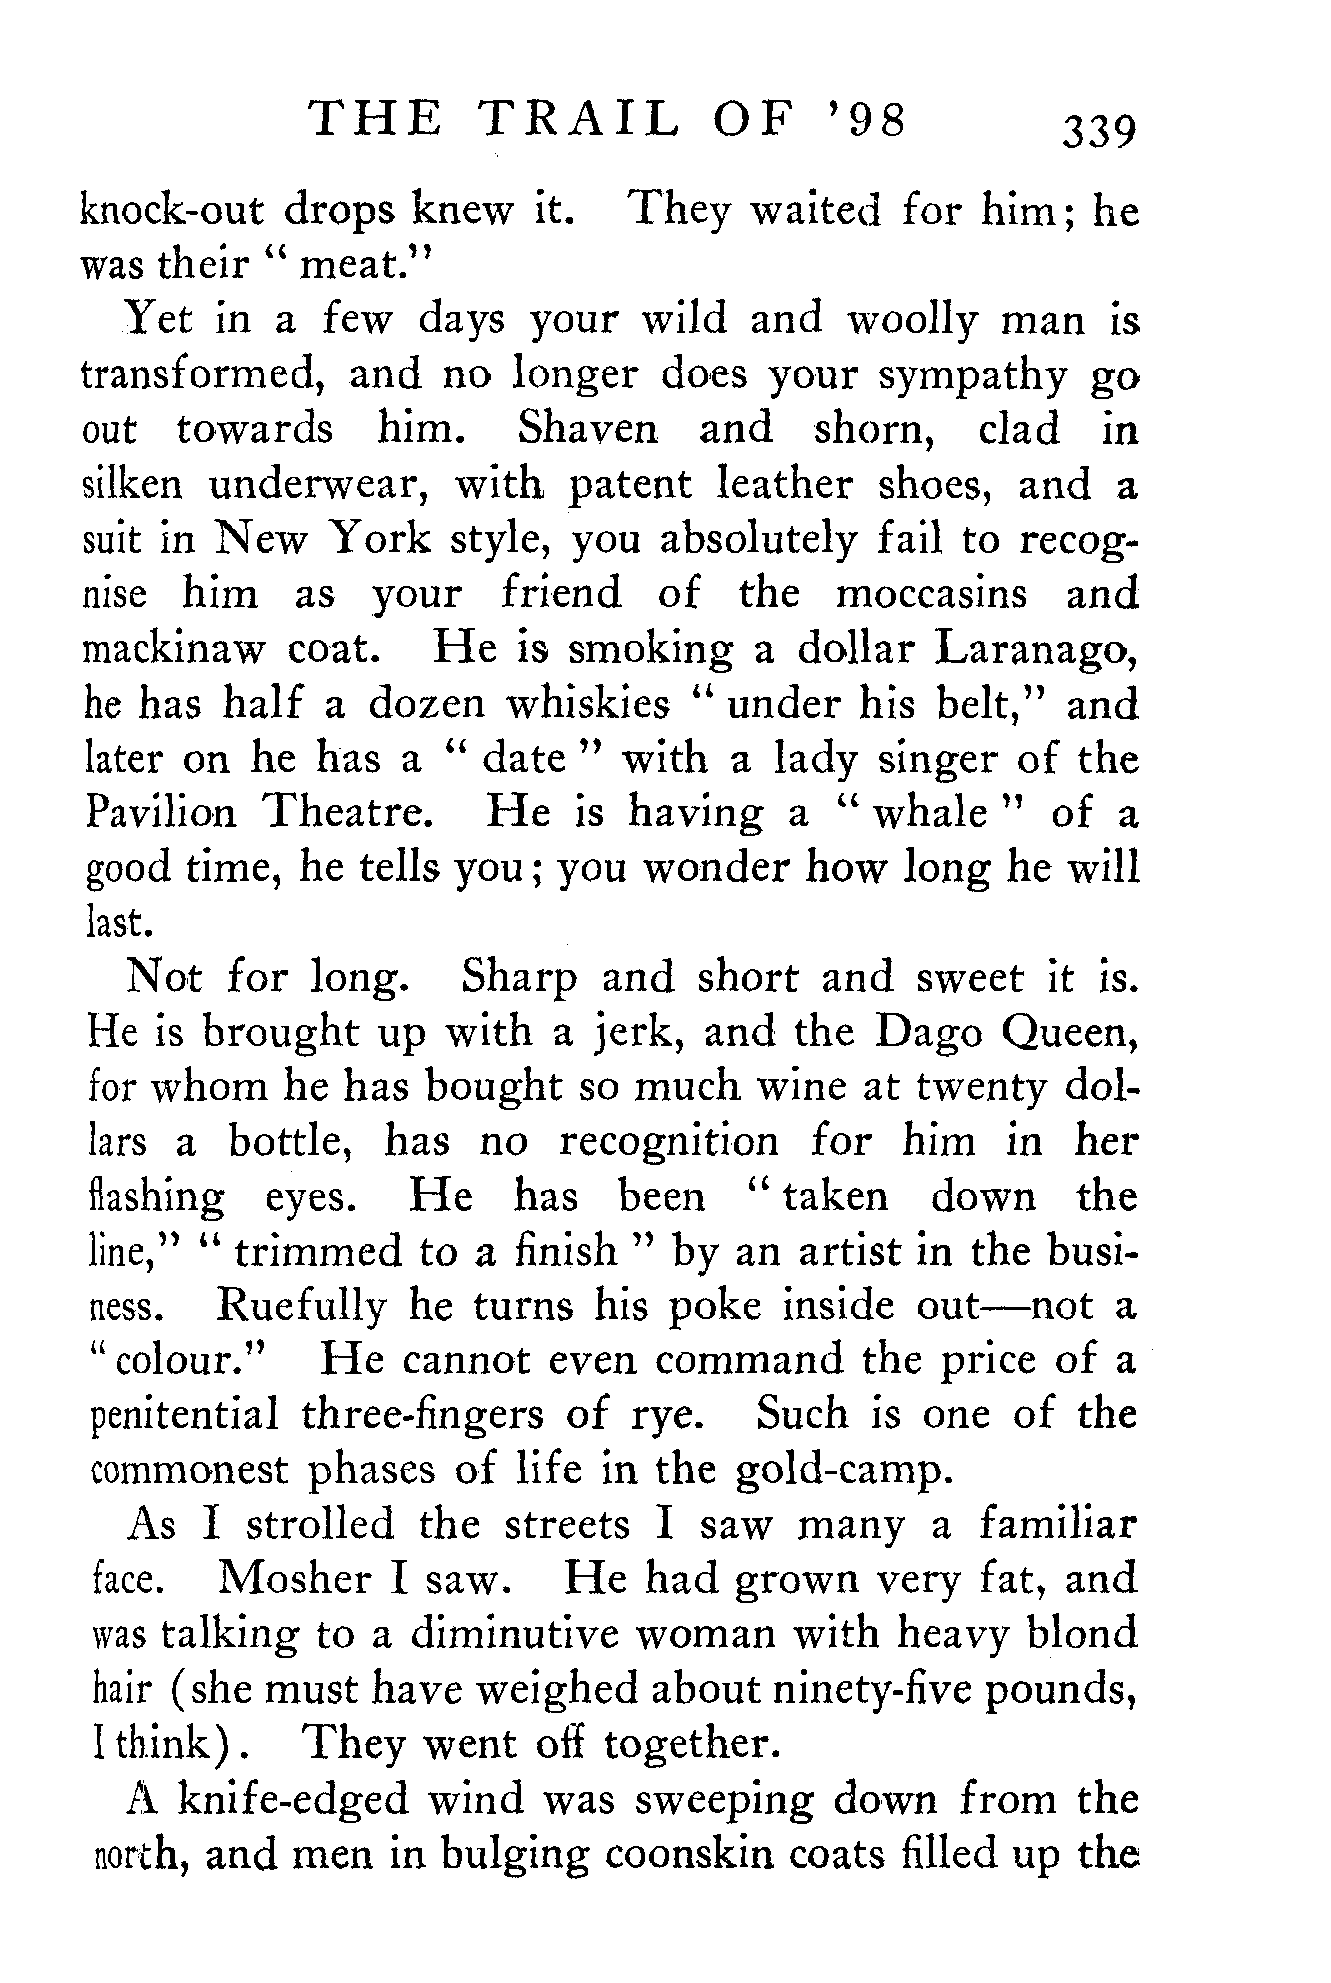 THE TRAIL OF '98 339
knock-out drops knew it. They waited for him; he
was their " meat."
Yet in a few days your wild and woolly man is
transformed, and no longer does your sympathy go
out towards him. Shaven and shorn, clad in
silken underwear, with patent leather shoes, and a
suit in New York style, you absolutely fail to recog-
nise him as your friend of the moccasins and
mackinaw coat. He is smoking a dollar Laranago,
he has half a dozen whiskies " under his belt," and
later on he has a " date " with a lady singer of the
Pavilion Theatre. He is having a " whale " of a
good time, he tells you; you wonder how long he will
last.
Not for long. Sharp and short and sweet it is.
He is brought up with a jerk, and the Dago Queen,
for whom he has bought so much wine at twenty dol-
lars a bottle, has no recognition for him in her
flashing eyes. He has been " taken down the
line," " trimmed to a finish " by an artist in the busi-
ness. Ruefully he turns his poke inside out—not a
" colour." He cannot even command the price of a
penitential three-fingers of rye. Such is one of the
commonest phases of life in the gold-camp.
As I strolled the streets I saw many a familiar
face. Mosher I saw. He had grown very fat, and
was talking to a diminutive woman with heavy blond
hair (she must have weighed about ninety-five pounds,
I think). They went off together.
A knife-edged wind was sweeping down from the
north, and men in bulging coonskin coats filled up the